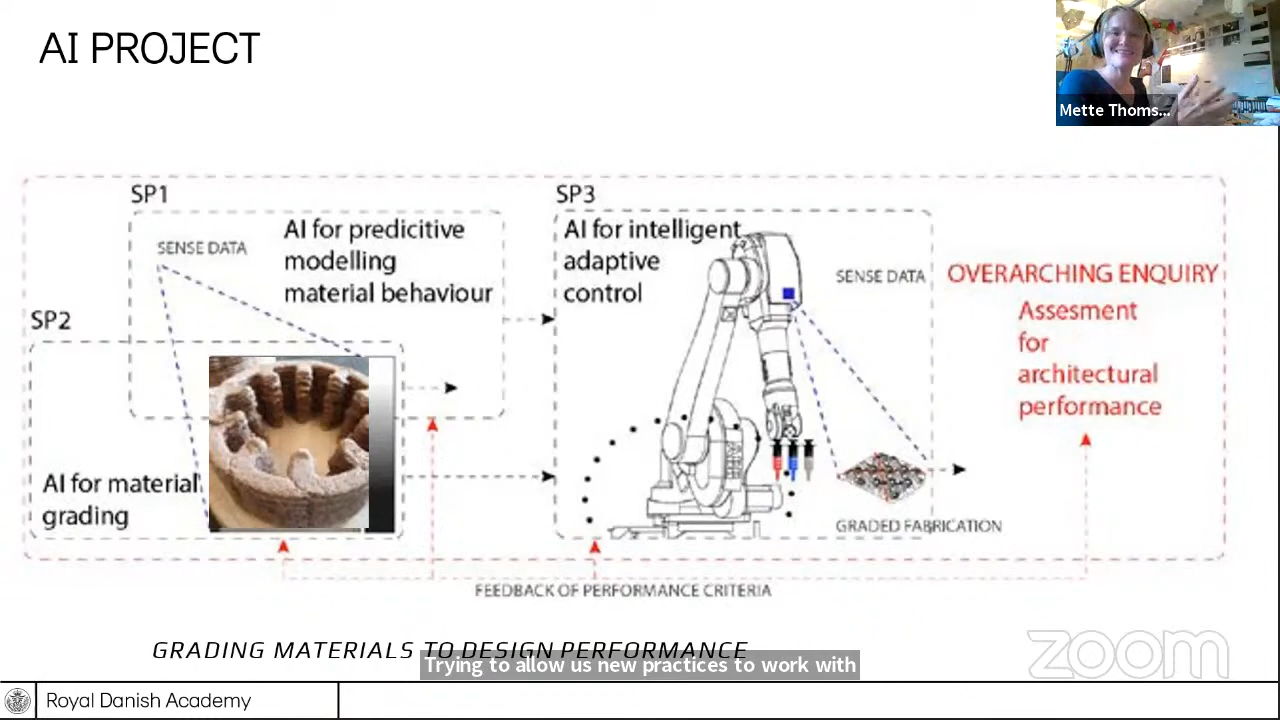 AI PROJECT
Mette Thoms...
SP1
SP3
AI for predicitive
modelling
material behaviour
SENSE DATA
AI for intelligent
adaptive
control
SENSE DATA
OVERARCHING ENQUIRY
Assesment
for
architectural
performance
SP2
AI for material
grading
GRADED FABRICATION
FEEDBACK OF PERFORMANCE CRITERIA
GRADING MATERIALS TO DESIGN PERFORMANCE
Trying to allow us new practices to work with
zoom
Royal Danish Academy